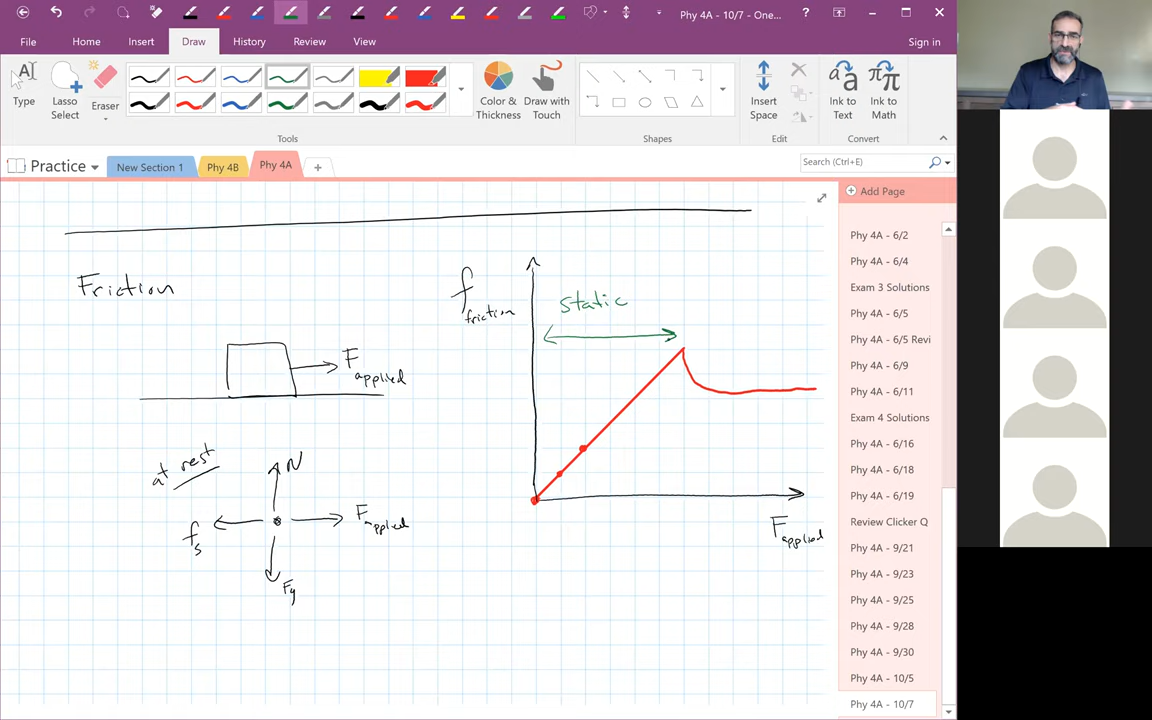 Phy 4A - 10/7 - One...
?
File Home Insert Draw History Review View
Sign in
Type
Lasso Select
Eraser
Color & Thickness
Draw with Touch
Insert Space
Ink to Text
Ink to Math
Tools
Shapes
Edit
Convert
Practice
New Section 1
Phy 4B
Phy 4A
+
Search (Ctrl+E)
Add Page
Phy 4A - 6/2
Phy 4A - 6/4
Exam 3 Solutions
Phy 4A - 6/5
Phy 4A - 6/5 Revi
Phy 4A - 6/9
Phy 4A - 6/11
Exam 4 Solutions
Phy 4A - 6/16
Phy 4A - 6/18
Phy 4A - 6/19
Review Clicker Q
Phy 4A - 9/21
Phy 4A - 9/23
Phy 4A - 9/25
Phy 4A - 9/28
Phy 4A - 9/30
Phy 4A - 10/5
Phy 4A - 10/7
Friction
F applied
at rest
N
fs
F applied
Fg
f friction
static
F applied